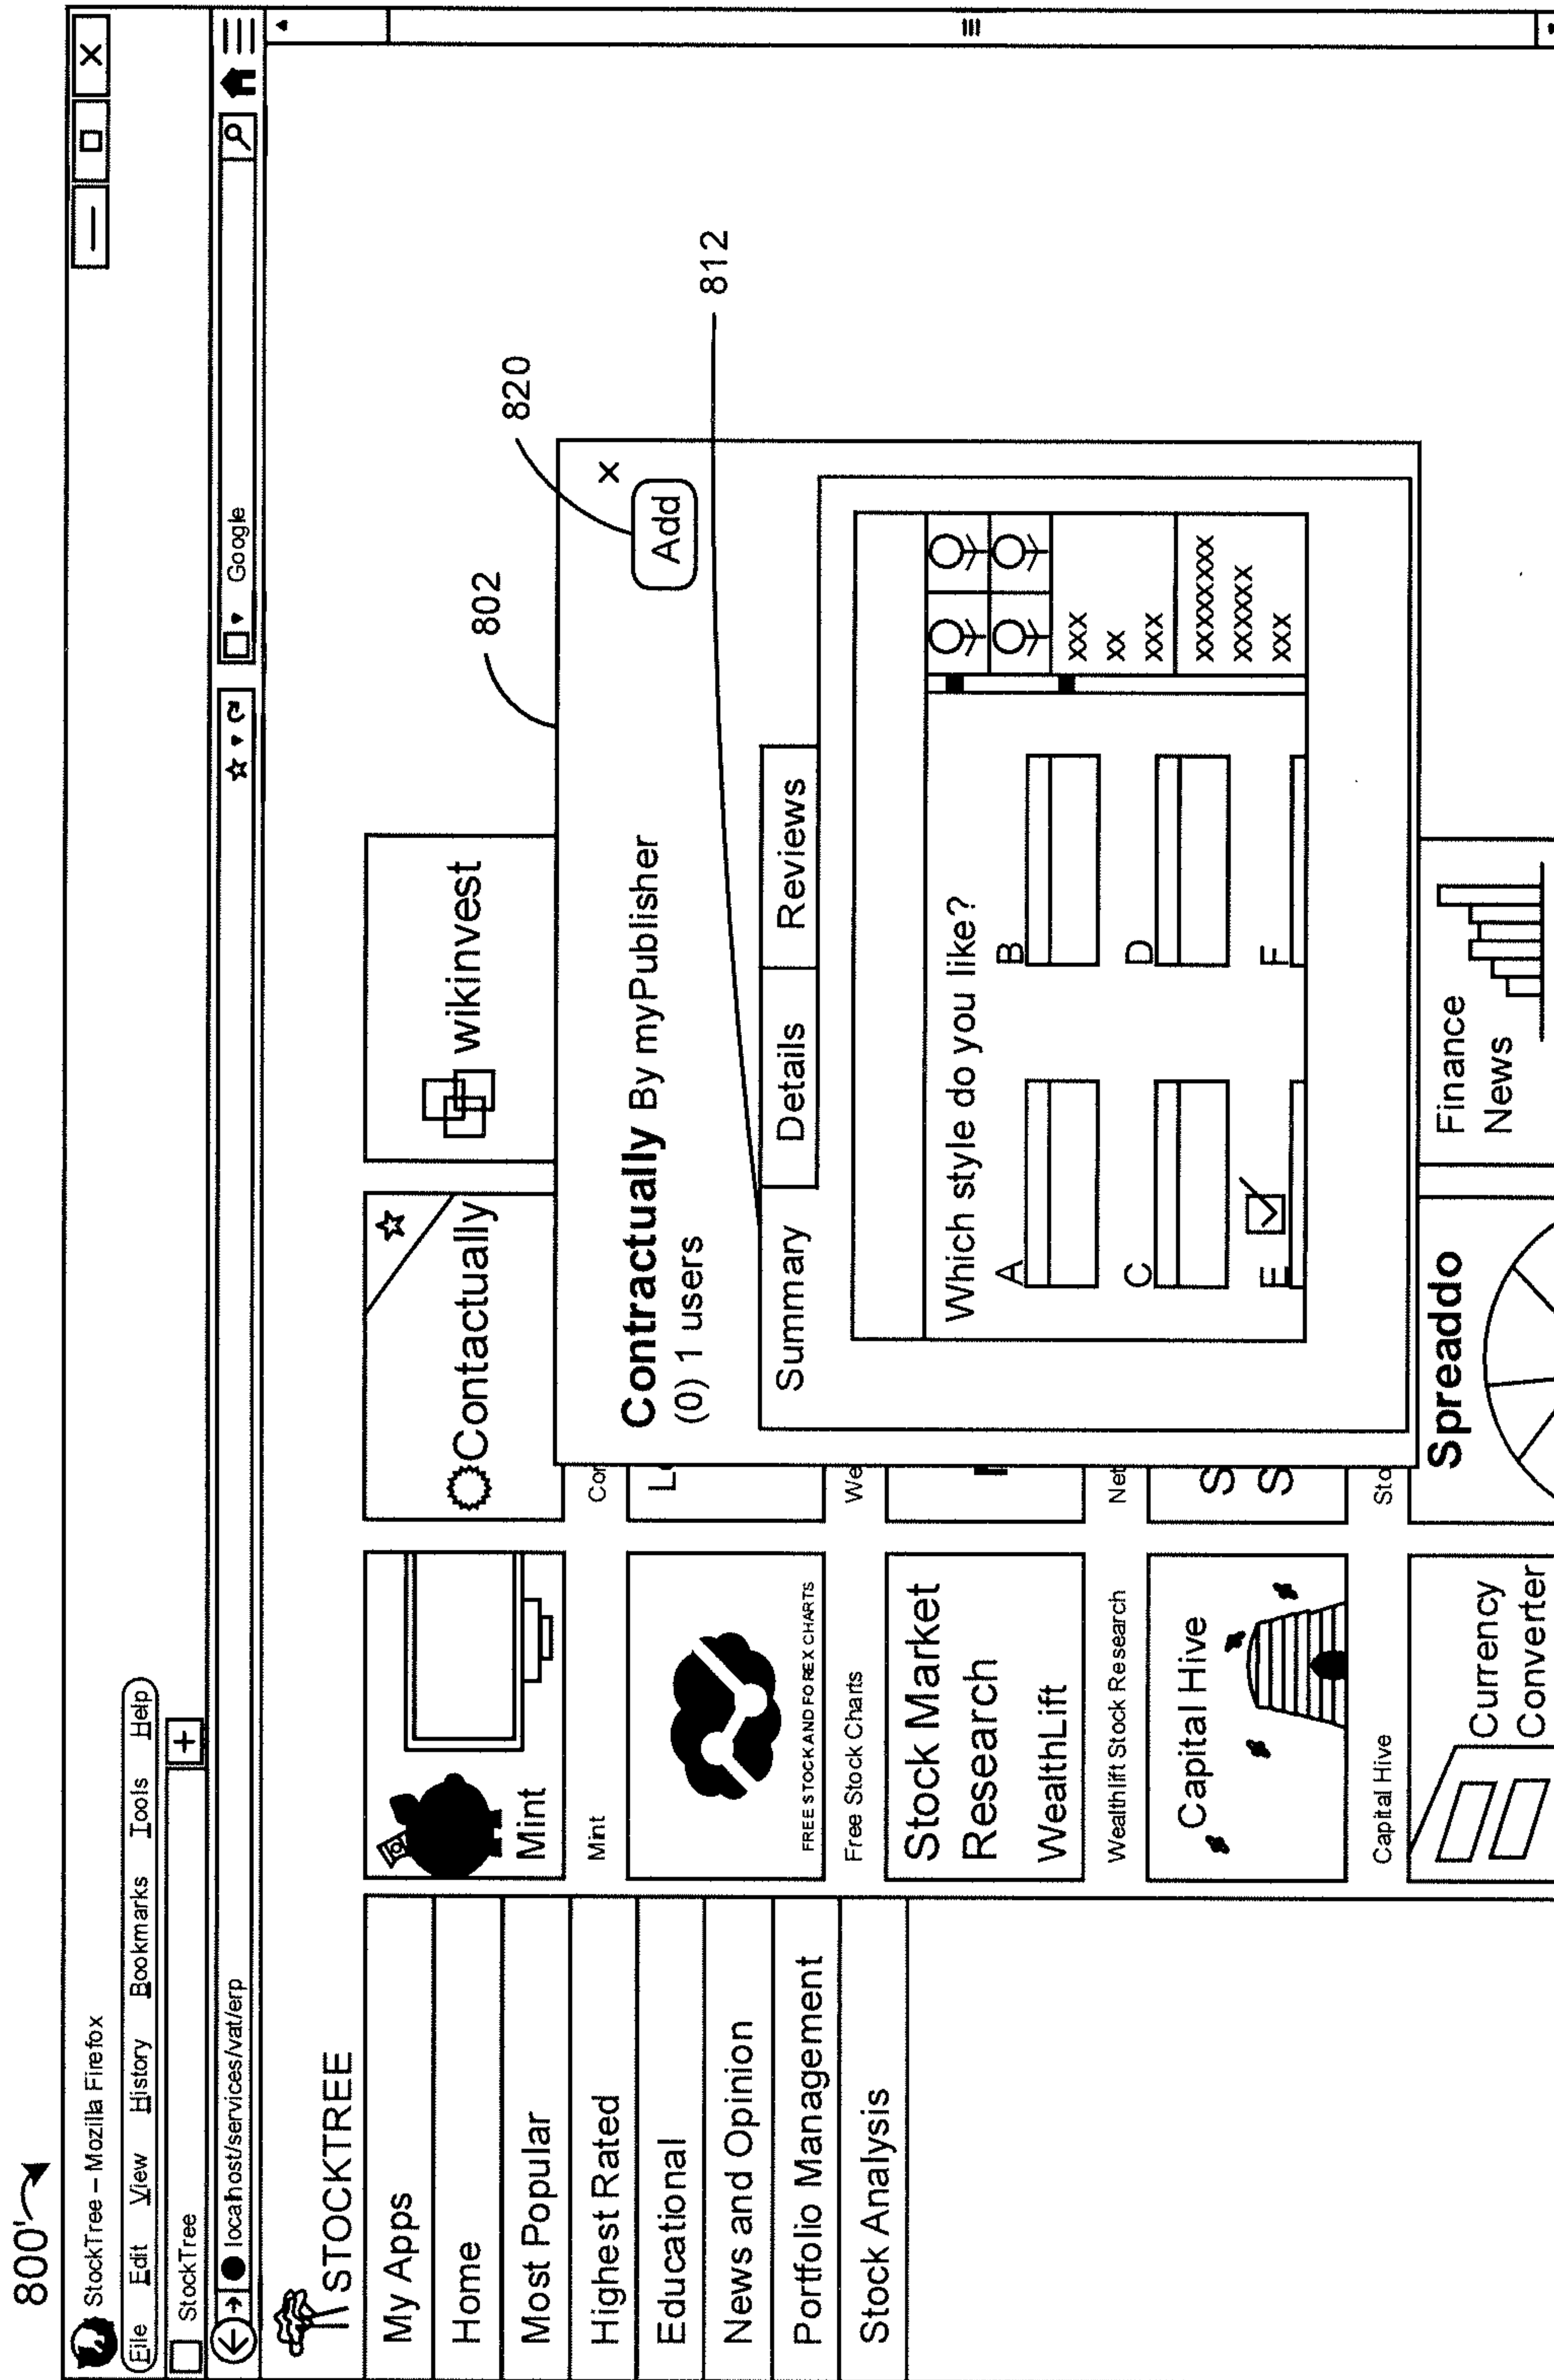 800'
StockTree – Mozilla Firefox
File Edit View History Bookmarks Tools Help
StockTree
+
localhost/services/vat/erp
Google
STOCKTREE
My Apps
Home
Most Popular
Highest Rated
Educational
News and Opinion
Portfolio Management
Stock Analysis
Mint
Mint
FREE STOCK AND FOREX CHARTS
Free Stock Charts
Stock Market
Research
WealthLift
Wealthlift Stock Research
Capital Hive
Capital Hive
Currency
Converter
Contactually
Con
We
Net
S
S
Sto
Spreaddo
wikinvest
Finance
News
802
820
812
X
Add
Contractually By myPublisher
(0) 1 users
Summary Details Reviews
Which style do you like?
A B
C D
E F
xxx
xx
xxx
xxxxxxx
xxxxxx
xxx